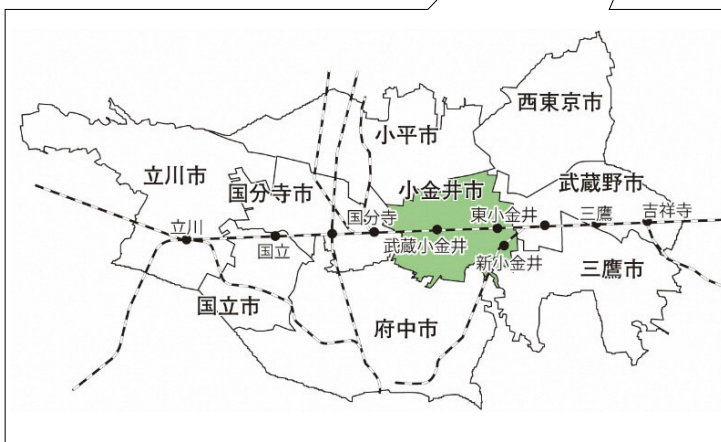 西東京市
小平市
立川市
国分寺市
小金井市
武蔵野市
国分寺
東小金井
三鷹
吉祥寺
立川
国立
武蔵小金井
新小金井
三鷹市
国立市
府中市